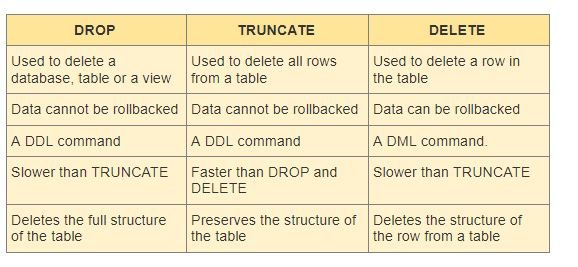 DROP TRUNCATE DELETE
Used to delete a Used to delete all rows Used to delete a row in
database, table or a view from a table the table
Data cannot be rollbacked Data cannot be rollbacked Data can be rollbacked
A DDL command A DDL command A DML command.
Slower than TRUNCATE Faster than DROP and Slower than TRUNCATE
DELETE
Deletes the full structure Preserves the structure of Deletes the structure of
of the table the table the row from a table